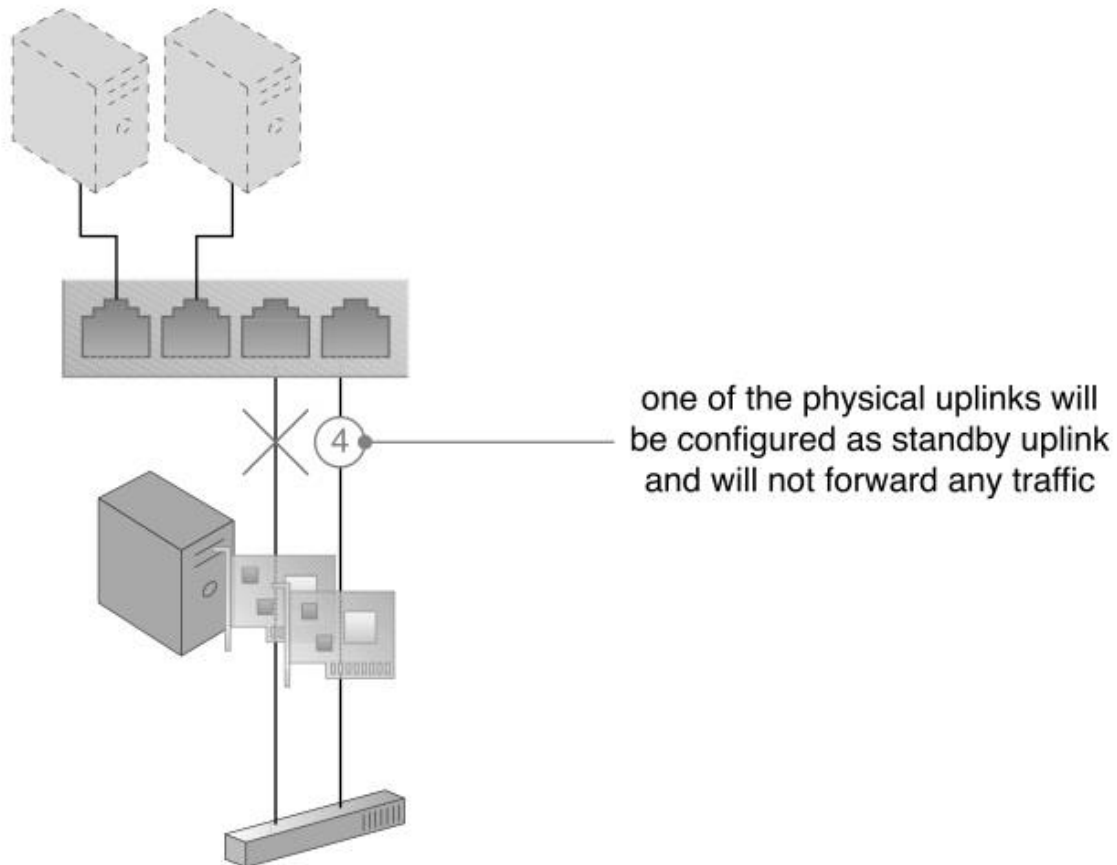 4
one of the physical uplinks will
be configured as standby uplink
and will not forward any traffic